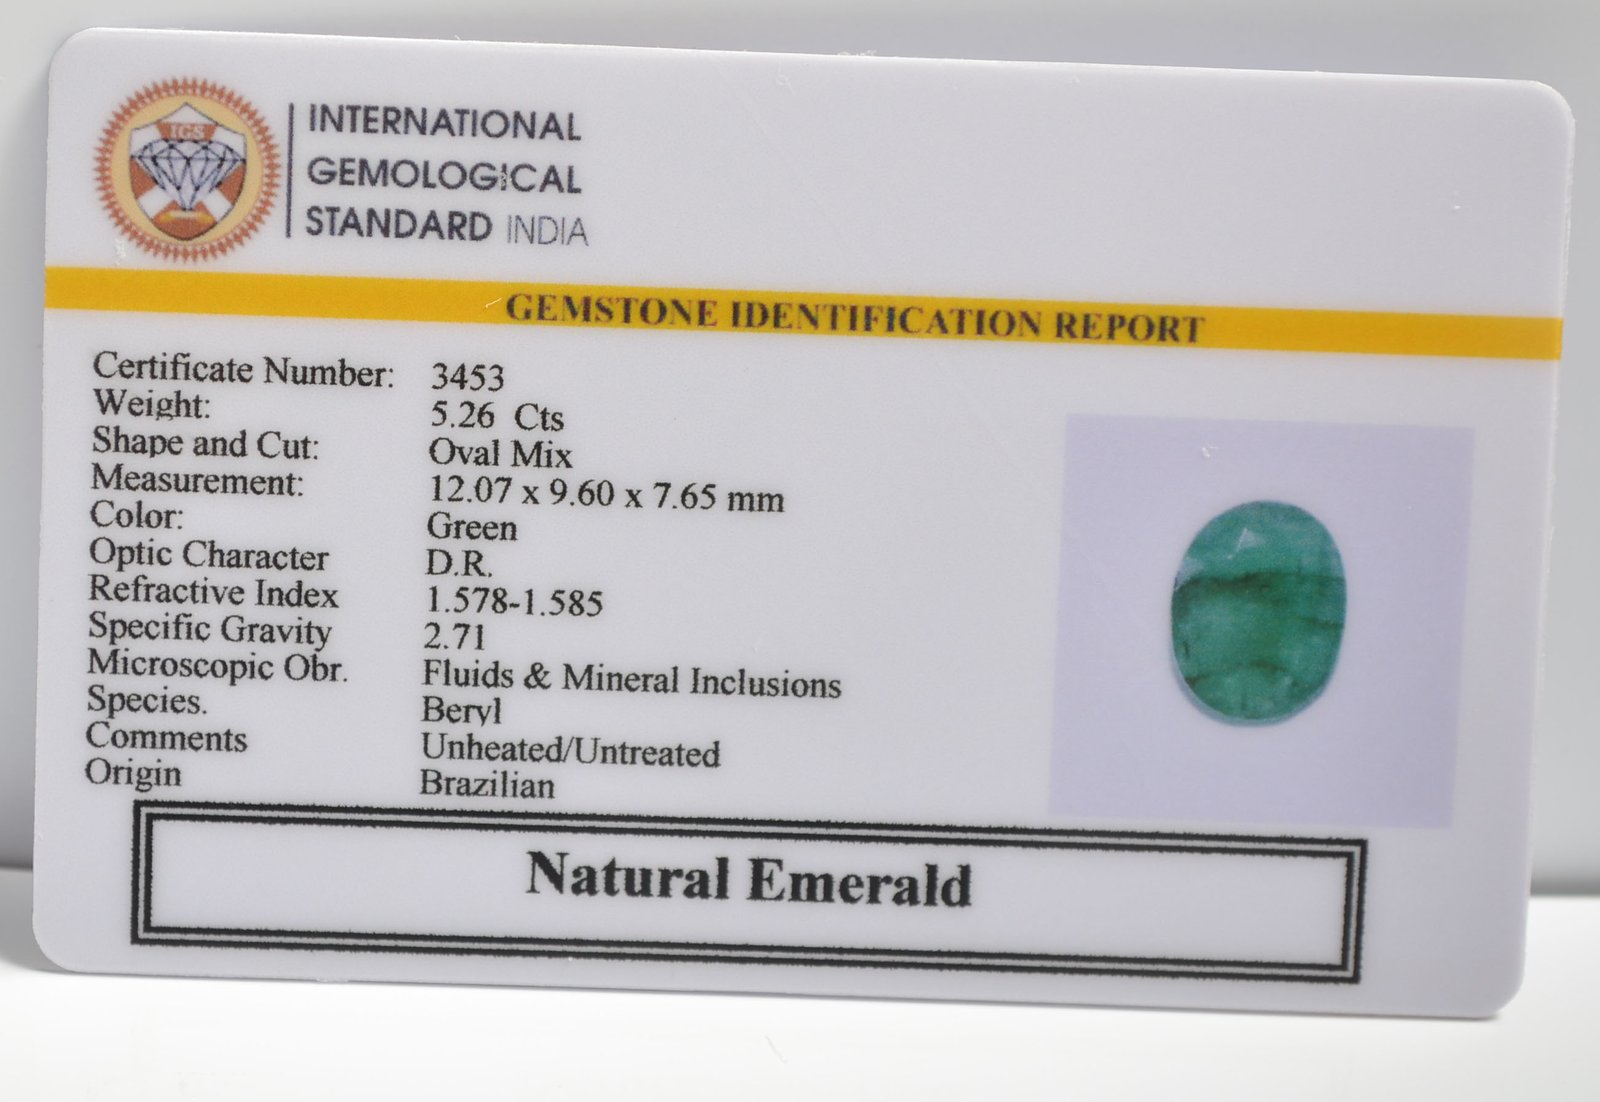 IGS
INTERNATIONAL
GEMOLOGICAL
STANDARD INDIA
GEMSTONE IDENTIFICATION REPORT
Certificate Number: 3453
Weight: 5.26 Cts
Shape and Cut: Oval Mix
Measurement: 12.07 x 9.60 x 7.65 mm
Color: Green
Optic Character D.R.
Refractive Index 1.578-1.585
Specific Gravity 2.71
Microscopic Obr. Fluids & Mineral Inclusions
Species. Beryl
Comments Unheated/Untreated
Origin Brazilian
Natural Emerald